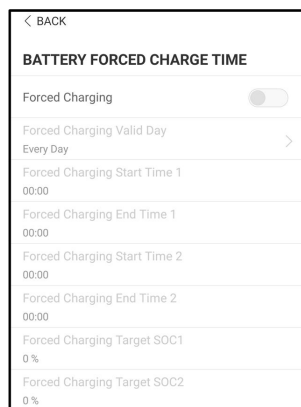 < BACK
BATTERY FORCED CHARGE TIME
Forced Charging
Forced Charging Valid Day
Every Day
Forced Charging Start Time 1
00:00
Forced Charging End Time 1
00:00
Forced Charging Start Time 2
00:00
Forced Charging End Time 2
00:00
Forced Charging Target SOC1
0 %
Forced Charging Target SOC2
0 %